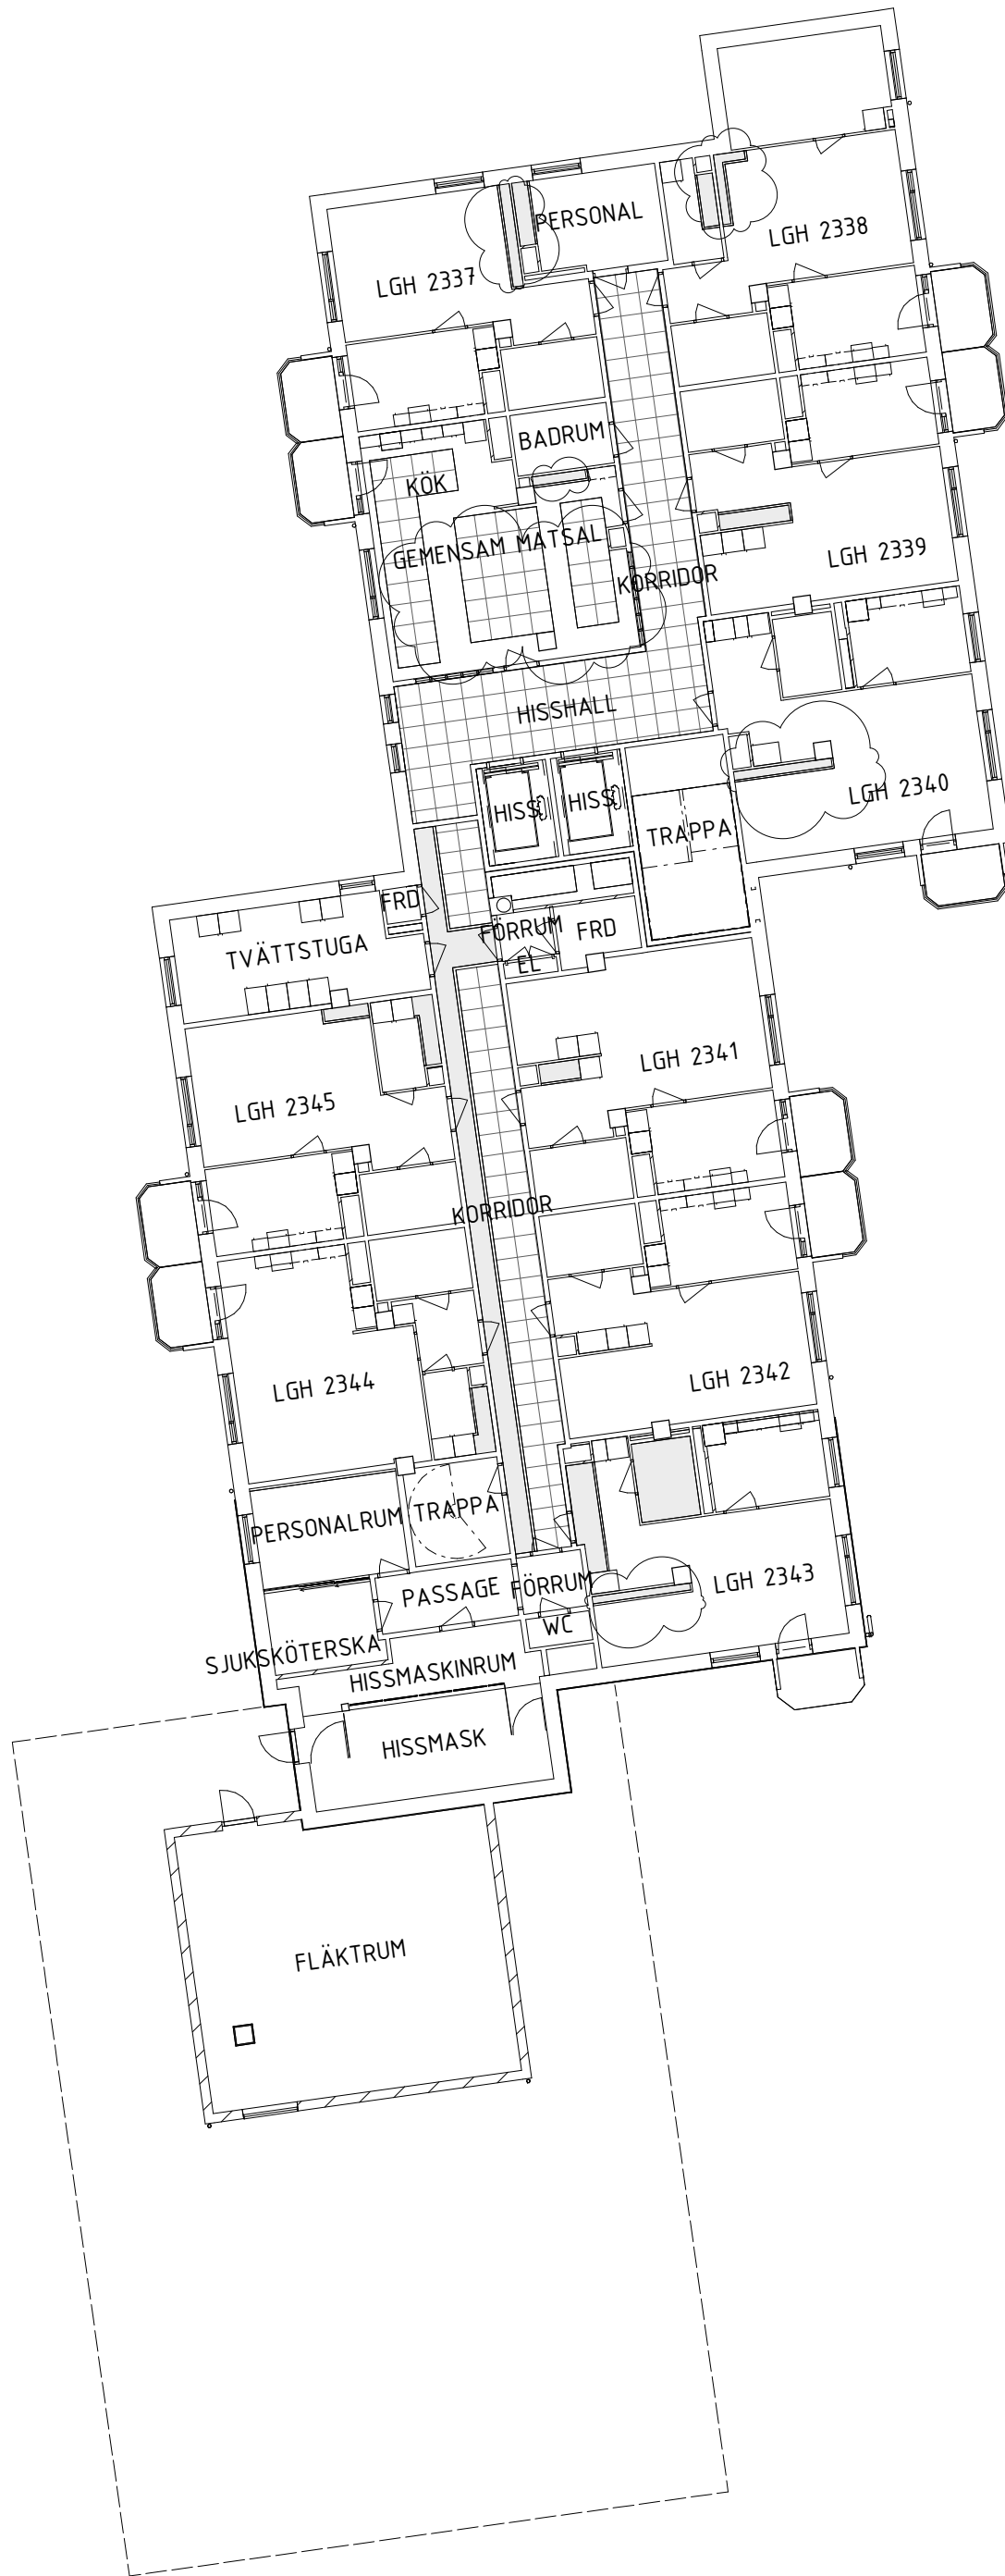 PERSONAL
LGH 2338
LGH 2337
BADRUM
KÖK
GEMENSAM MATSAL
LGH 2339
KORRIDOR
HISSHALL
HISS
HISS
LGH 2340
TRAPPA
FRD
FÖRRUM
FRD
TVÄTTSTUGA
EL
LGH 2341
LGH 2345
KORRIDOR
LGH 2344
LGH 2342
PERSONALRUM
TRAPPA
PASSAGE
FÖRRUM
LGH 2343
WC
SJUKSKÖTERSKA
HISSMASKINRUM
HISSMASK
FLÄKTRUM